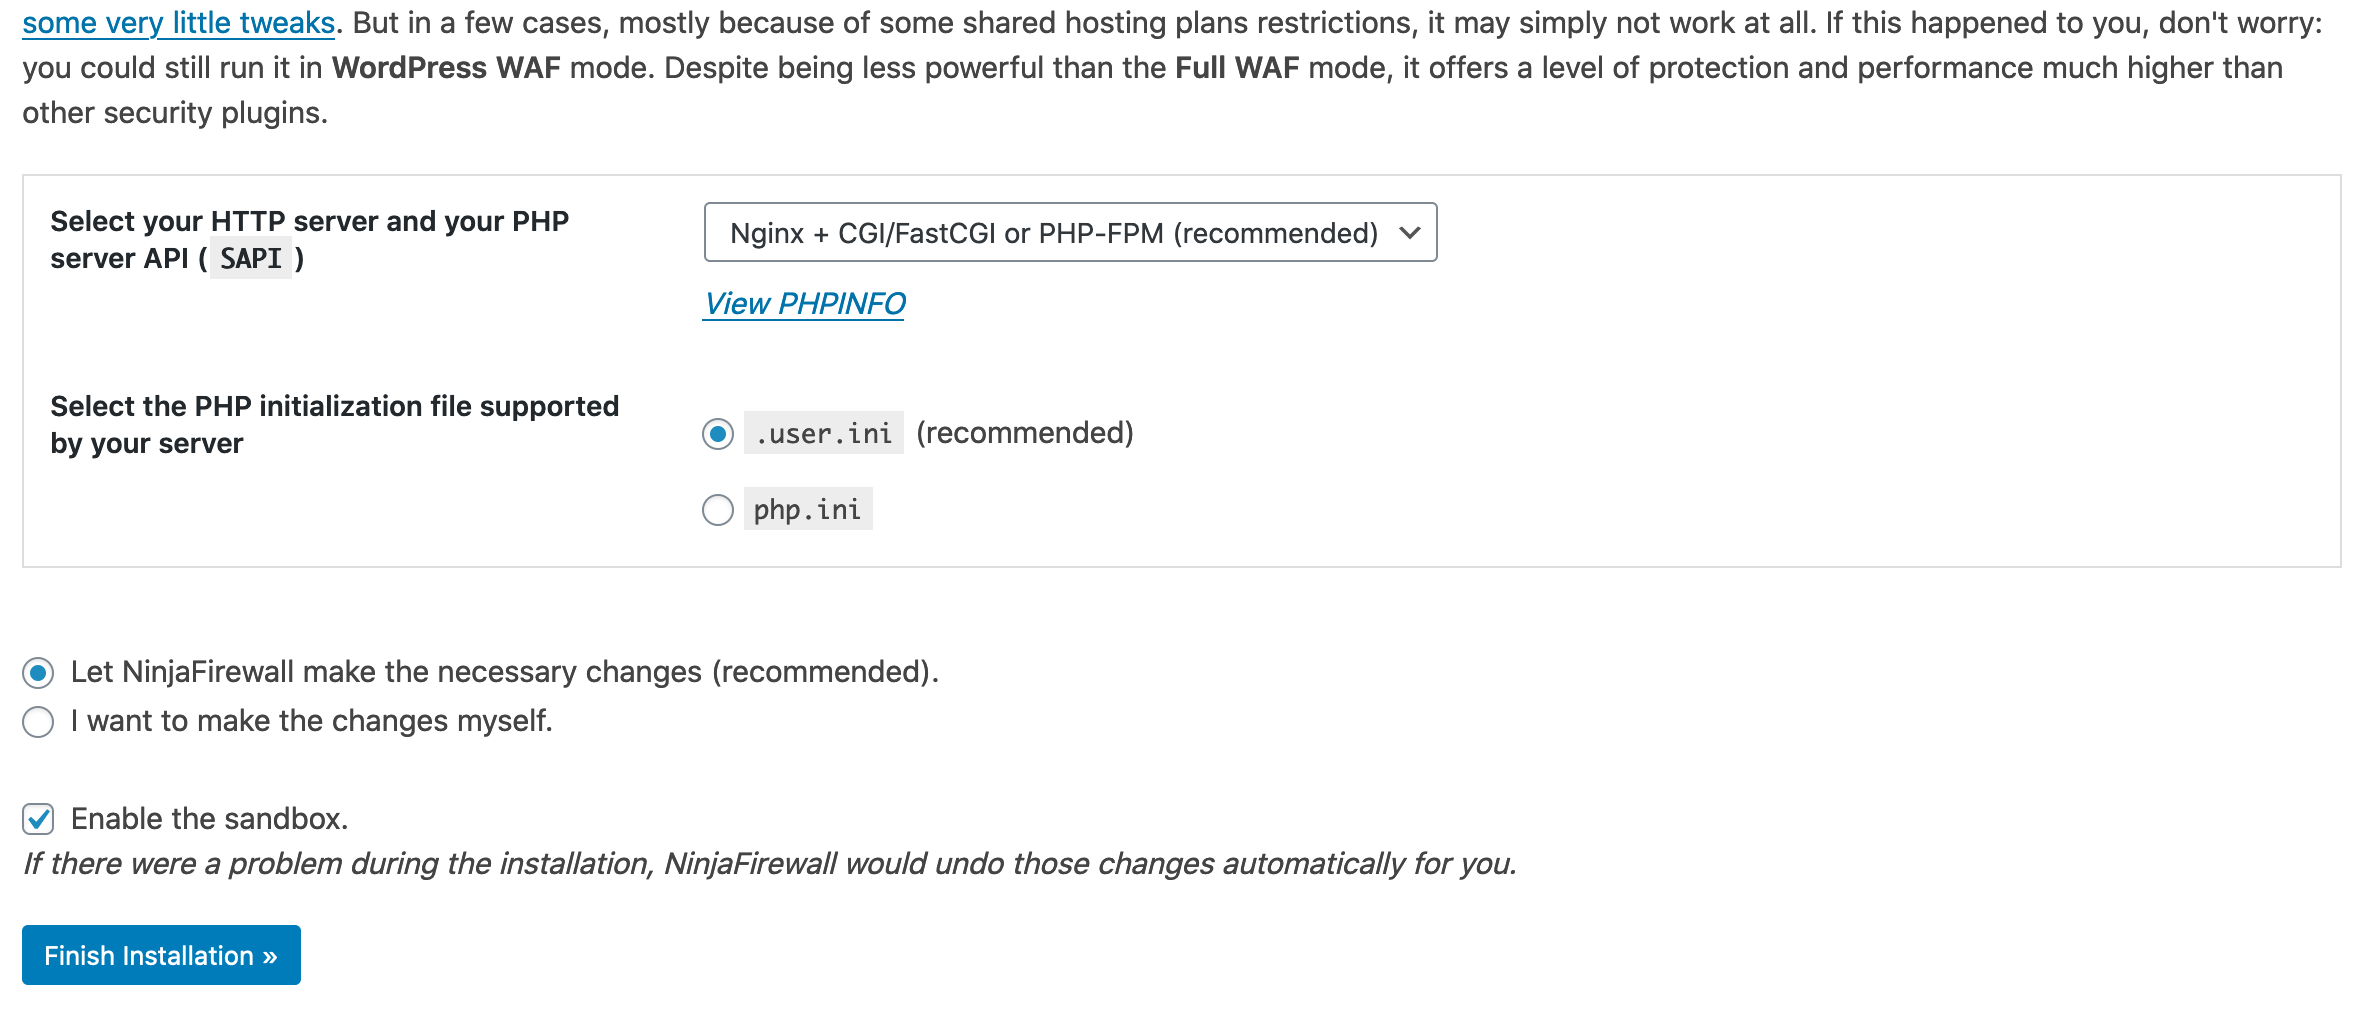 some very little tweaks. But in a few cases, mostly because of some shared hosting plans restrictions, it may simply not work at all. If this happened to you, don't worry:
you could still run it in WordPress WAF mode. Despite being less powerful than the Full WAF mode, it offers a level of protection and performance much higher than
other security plugins.
Select your HTTP server and your PHP
server API ( SAPI )
Nginx + CGI/FastCGI or PHP-FPM (recommended)
View PHPINFO
Select the PHP initialization file supported
by your server
.user.ini (recommended)
php.ini
Let NinjaFirewall make the necessary changes (recommended).
I want to make the changes myself.
Enable the sandbox.
If there were a problem during the installation, NinjaFirewall would undo those changes automatically for you.
Finish Installation »